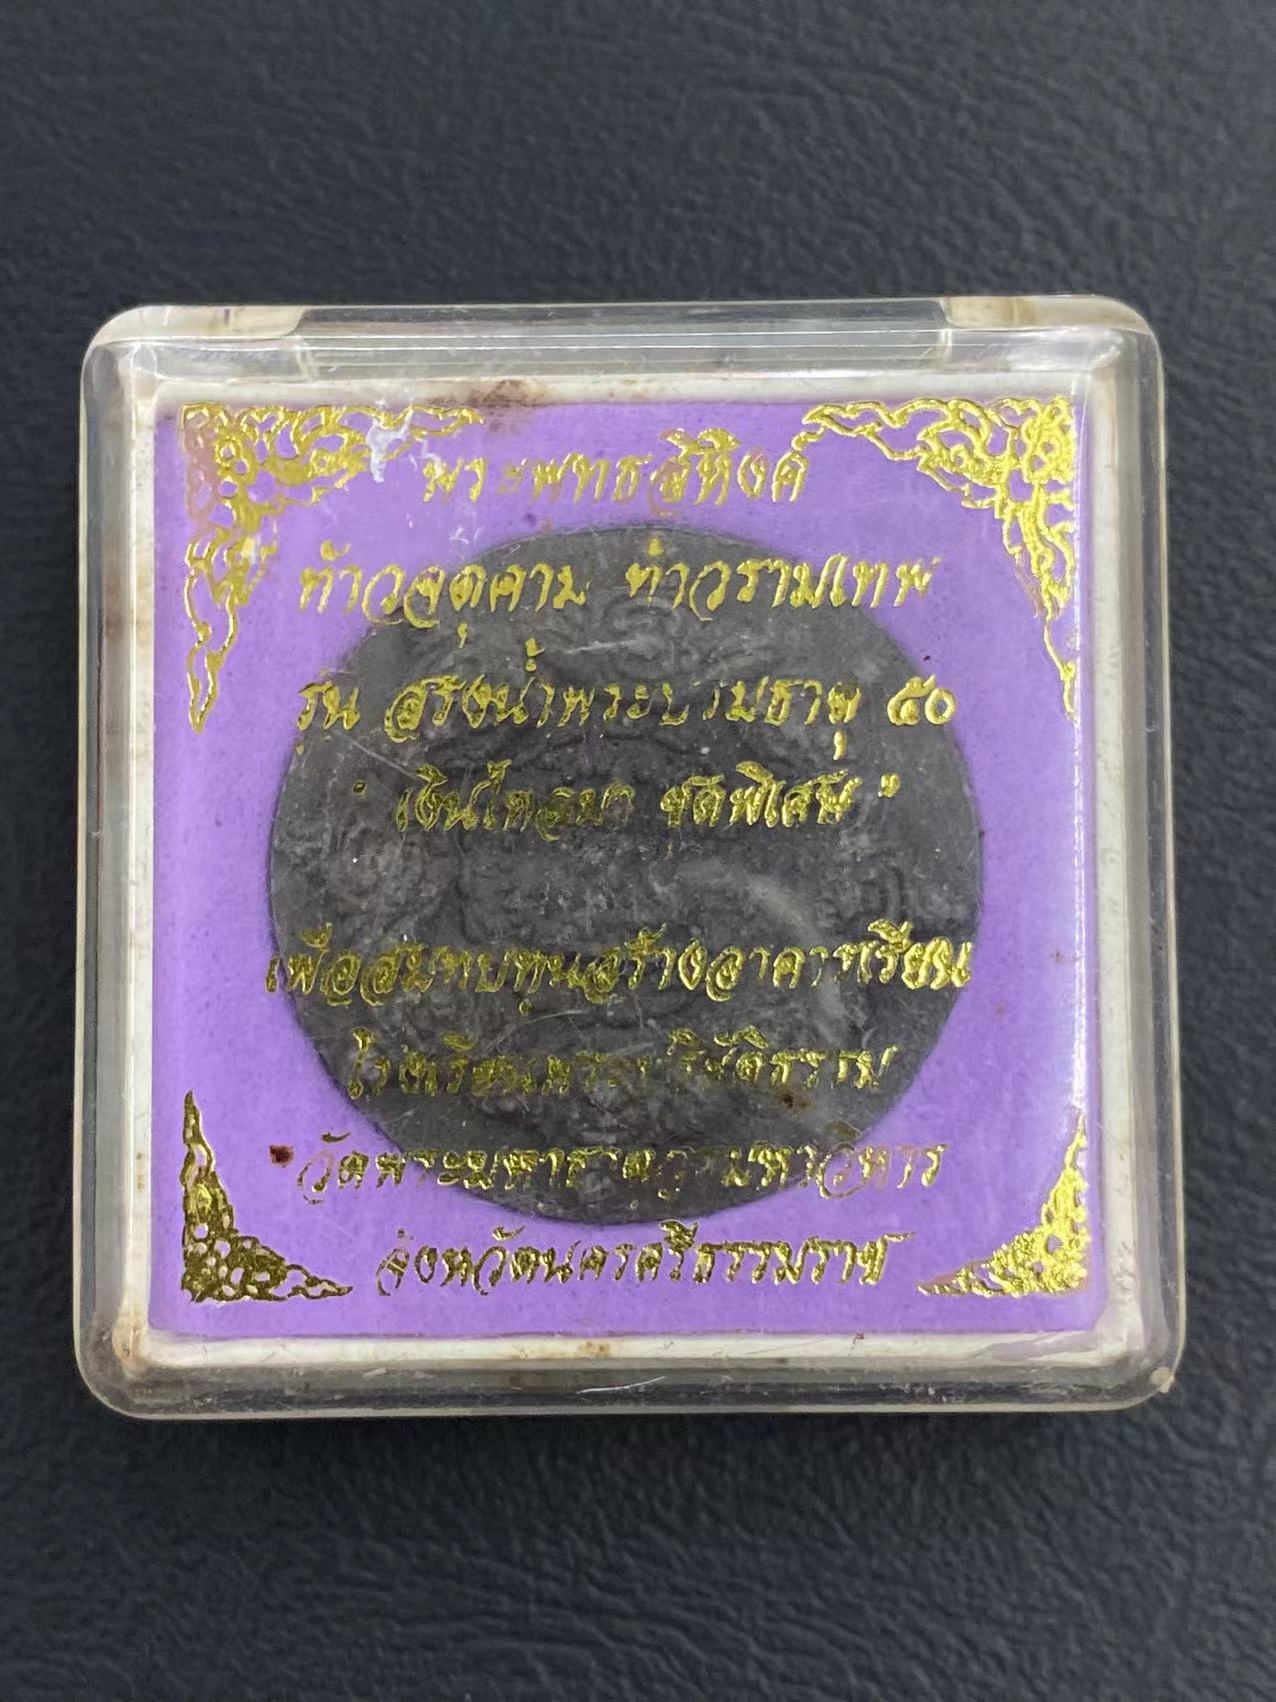 พระพุทธสิหิงค์
ท้าวจตุคาม ท้าวรามเทพ
รุ่น สรงน้ำพระบรมธาตุ ๕๐
" เงินไหลมา ชุดพิเศษ "
เพื่อสมทบทุนสร้างอาคารเรียน
โรงเรียนพระปริยัติธรรม
วัดพระมหาธาตุวรมหาวิหาร
จังหวัดนครศรีธรรมราช